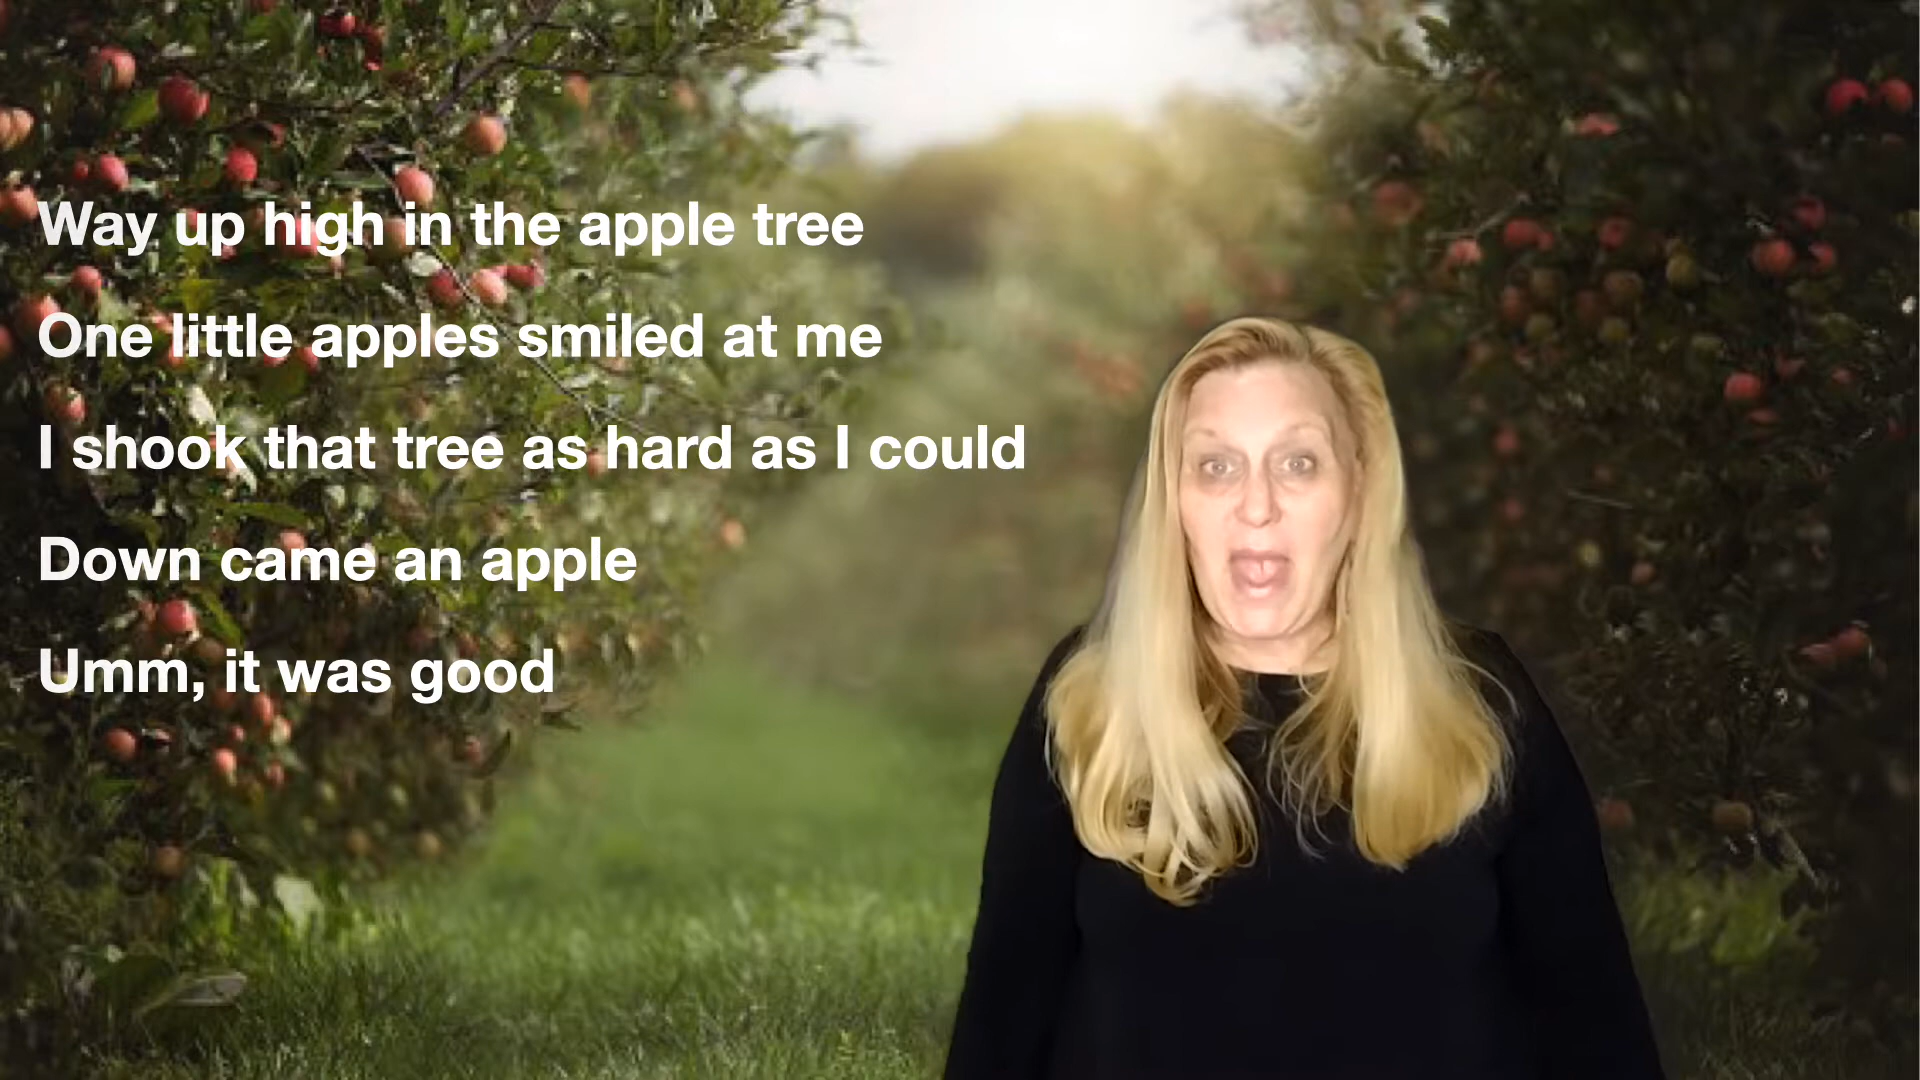 Way up high in the apple tree
One little apples smiled at me
I shook that tree as hard as I could
Down came an apple
Umm, it was good